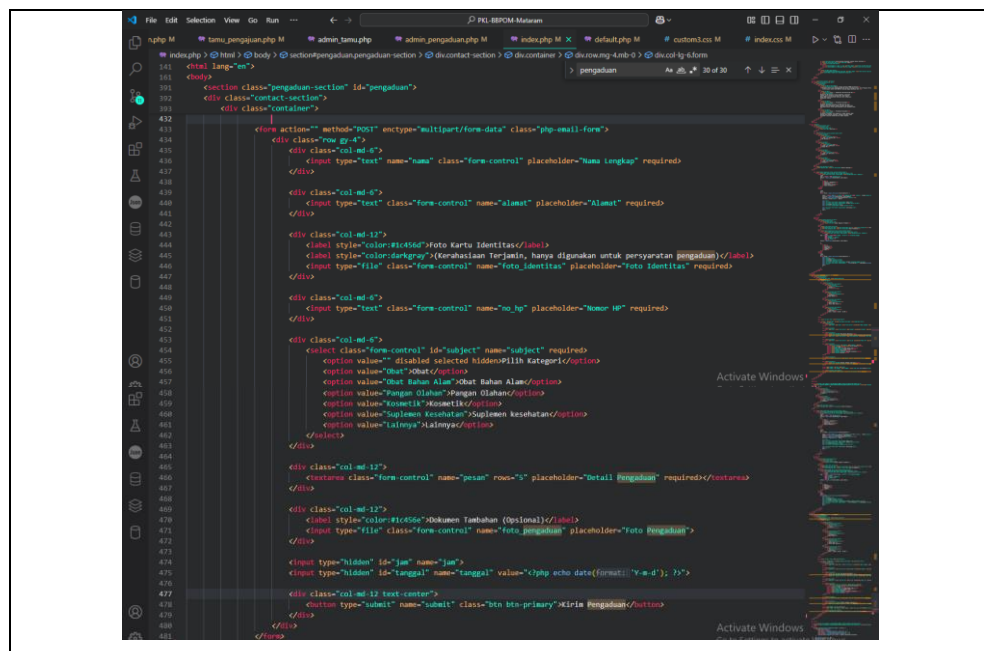 File Edit Selection View Go Run ··· PKL-BBPOM-Mataram
n.php M tamu_pengajuan.php M admin_tamu.php admin_pengaduan.php M index.php M default.php M # custom3.css M # index.css M
index.php > html > body > section#pengaduan.pengaduan-section > div.contact-section > div.container > div.row.mg-4.mb-0 > div.col-lg-6.form
pengaduan Aa ab 30 of 30
141 <html lang="en">
161 <body>
391 <section class="pengaduan-section" id="pengaduan">
392 <div class="contact-section">
393 <div class="container">
432
433 <form action="" method="POST" enctype="multipart/form-data" class="php-email-form">
434 <div class="row gy-4">
435 <div class="col-md-6">
436 <input type="text" name="nama" class="form-control" placeholder="Nama Lengkap" required>
437 </div>
438
439 <div class="col-md-6">
440 <input type="text" class="form-control" name="alamat" placeholder="Alamat" required>
441 </div>
442
443 <div class="col-md-12">
444 <label style="color:#1c456d">Foto Kartu Identitas</label>
445 <label style="color:darkgray">(Kerahasiaan Terjamin, hanya digunakan untuk persyaratan pengaduan)</label>
446 <input type="file" class="form-control" name="foto_identitas" placeholder="Foto Identitas" required>
447 </div>
448
449 <div class="col-md-6">
450 <input type="text" class="form-control" name="no_hp" placeholder="Nomor HP" required>
451 </div>
452
453 <div class="col-md-6">
454 <select class="form-control" id="subject" name="subject" required>
455 <option value="" disabled selected hidden>Pilih Kategori</option>
456 <option value="Obat">Obat</option>
457 <option value="Obat Bahan Alam">Obat Bahan Alam</option>
458 <option value="Pangan Olahan">Pangan Olahan</option>
459 <option value="Kosmetik">Kosmetik</option>
460 <option value="Suplemen Kesehatan">Suplemen kesehatan</option>
461 <option value="Lainnya">Lainnya</option>
462 </select>
463 </div>
464
465 <div class="col-md-12">
466 <textarea class="form-control" name="pesan" rows="5" placeholder="Detail Pengaduan" required></textarea>
467 </div>
468
469 <div class="col-md-12">
470 <label style="color:#1c456e">Dokumen Tambahan (Opsional)</label>
471 <input type="file" class="form-control" name="foto_pengaduan" placeholder="Foto Pengaduan">
472 </div>
473
474 <input type="hidden" id="jam" name="jam">
475 <input type="hidden" id="tanggal" name="tanggal" value="<?php echo date(format: 'Y-m-d'); ?>">
476
477 <div class="col-md-12 text-center">
478 <button type="submit" name="submit" class="btn btn-primary">Kirim Pengaduan</button>
479 </div>
480 </div>
481 </form>
Activate Windows
Activate Windows